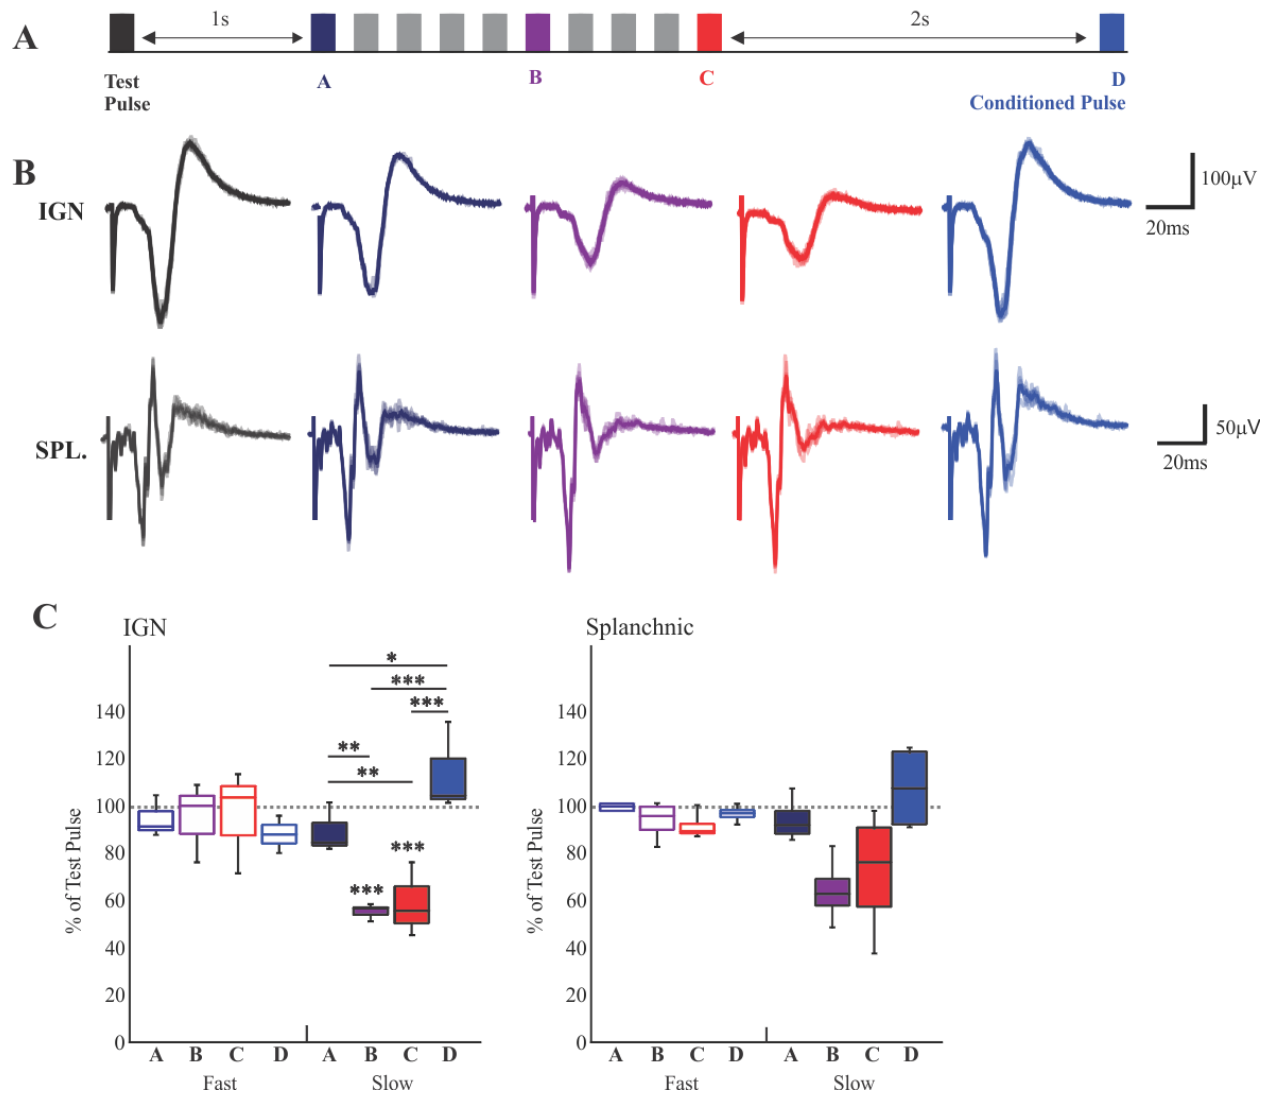 A
1s
2s
Test
Pulse
A
B
C
D
Conditioned Pulse
B
IGN
100µV
20ms
SPL.
50µV
20ms
C
IGN
Splanchnic
*
***
***
**
**
***
***
% of Test Pulse
140
120
100
80
60
40
20
0
A B C D A B C D
Fast Slow
% of Test Pulse
140
120
100
80
60
40
20
0
A B C D A B C D
Fast Slow